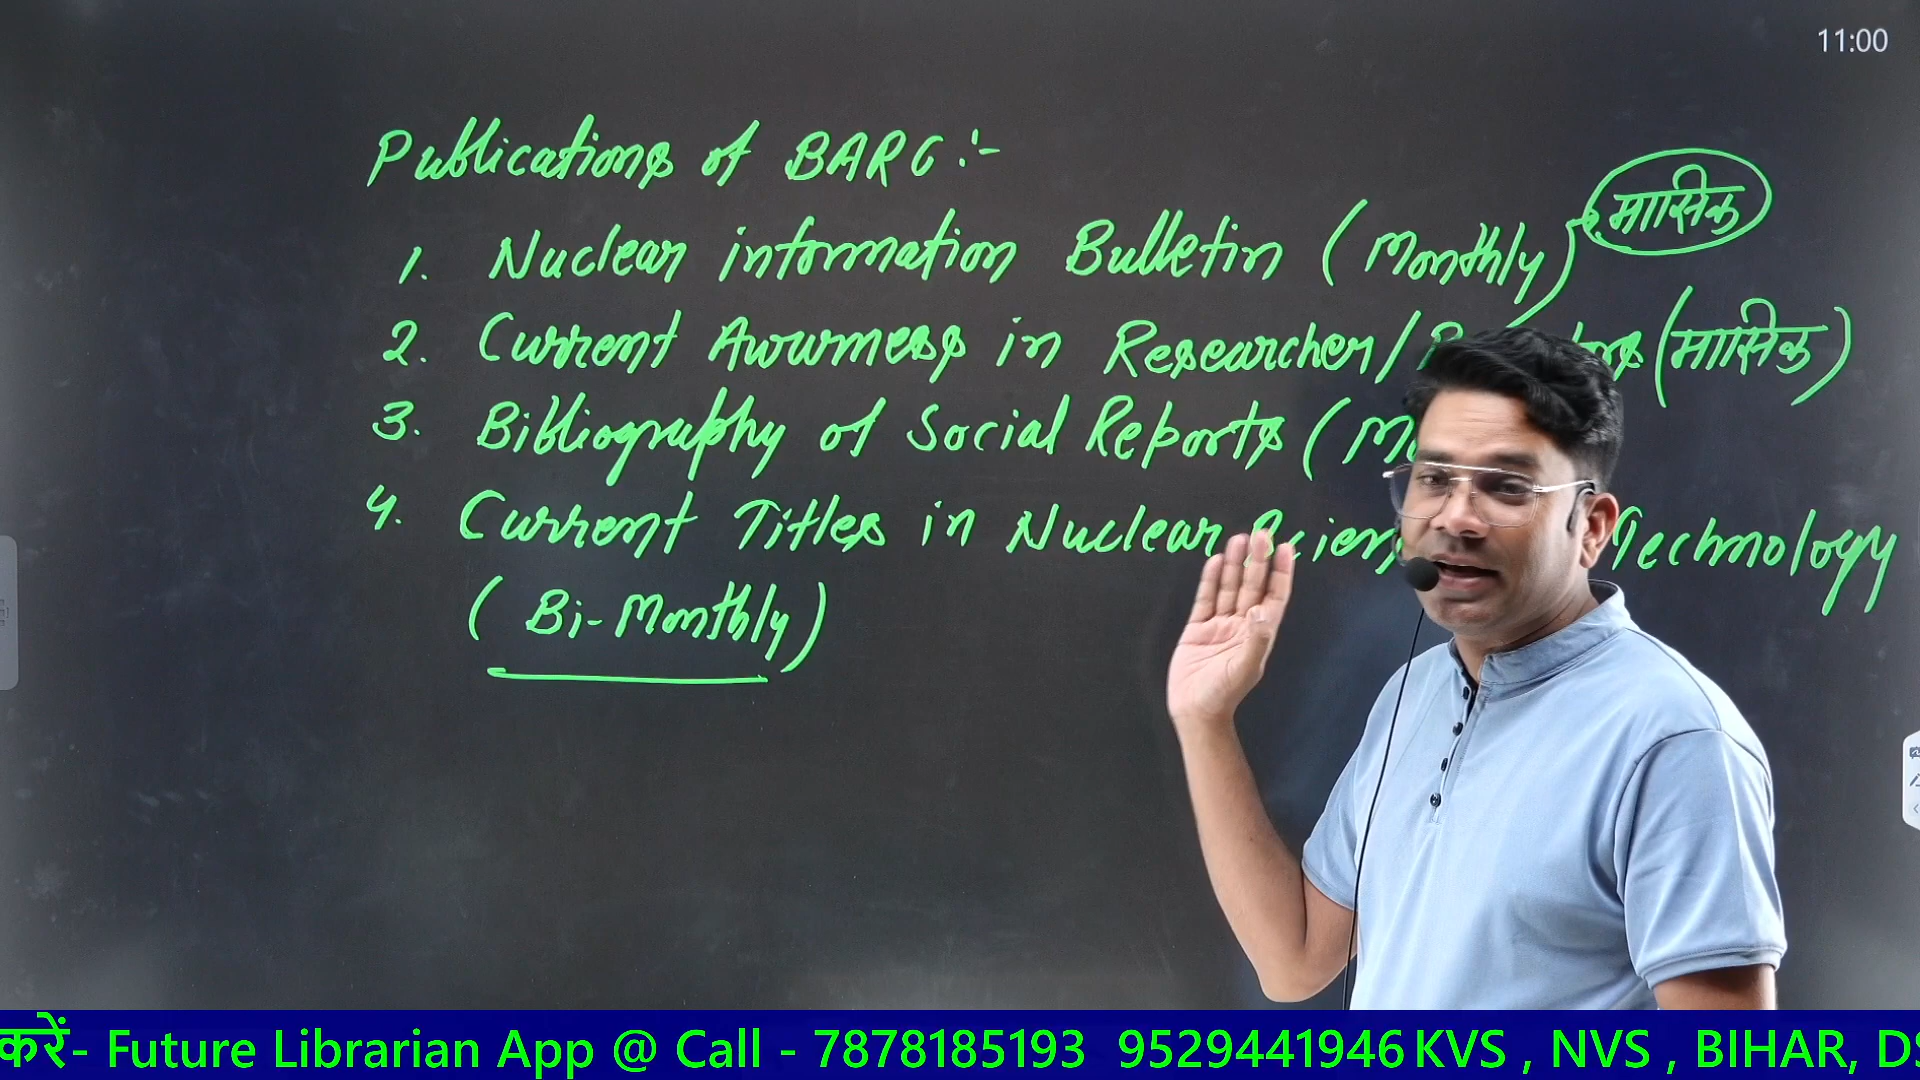 11:00
Publications of BARC :-
1. Nuclear information Bulletin (Monthly) मासिक
2. Current Awarness in Researcher/ (मासिक)
3. Bibliography of Social Reports (
4. Current Titles in Nuclear Technology
(Bi-Monthly)
करें- Future Librarian App @ Call - 7878185193 9529441946 KVS , NVS , BIHAR,